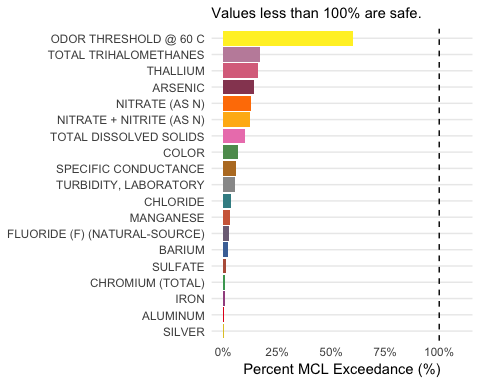 Values less than 100% are safe.
ODOR THRESHOLD @ 60 C
TOTAL TRIHALOMETHANES
THALLIUM
ARSENIC
NITRATE (AS N)
NITRATE + NITRITE (AS N)
TOTAL DISSOLVED SOLIDS
COLOR
SPECIFIC CONDUCTANCE
TURBIDITY, LABORATORY
CHLORIDE
MANGANESE
FLUORIDE (F) (NATURAL-SOURCE)
BARIUM
SULFATE
CHROMIUM (TOTAL)
IRON
ALUMINUM
SILVER
0% 25% 50% 75% 100%
Percent MCL Exceedance (%)